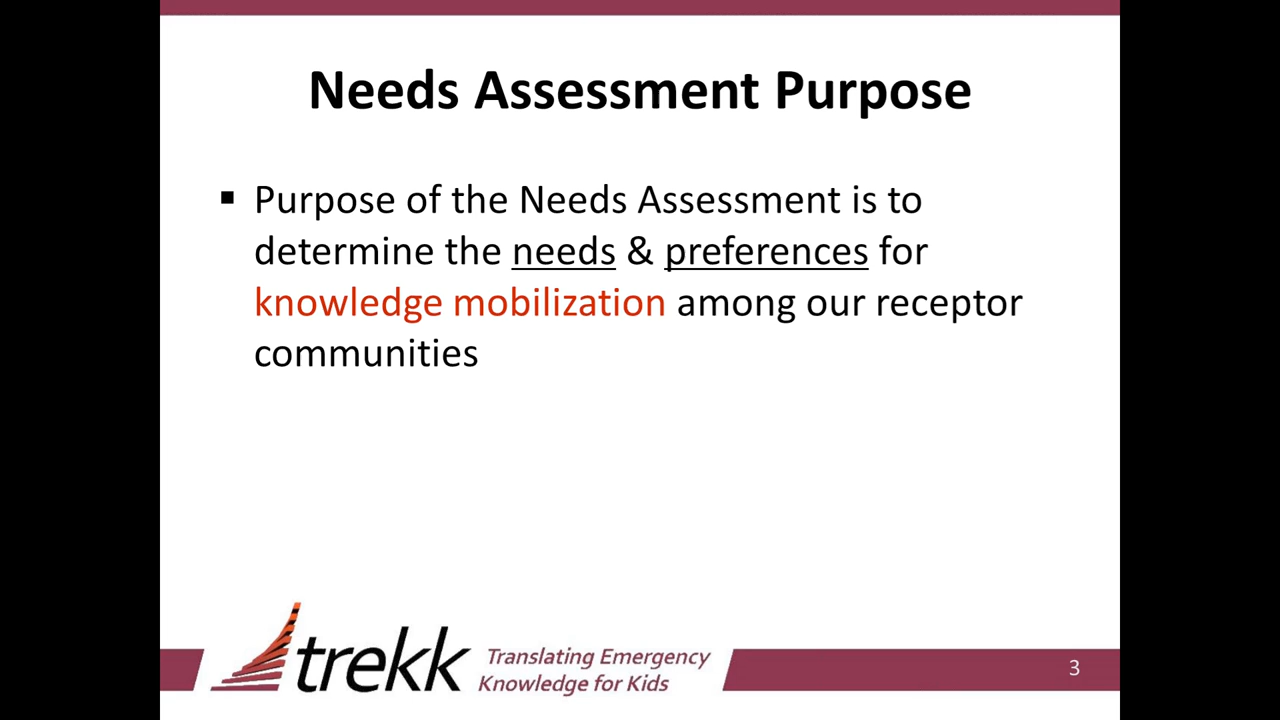 Needs Assessment Purpose
▪ Purpose of the Needs Assessment is to
determine the needs & preferences for
knowledge mobilization among our receptor
communities
trekk
Translating Emergency
Knowledge for Kids
3